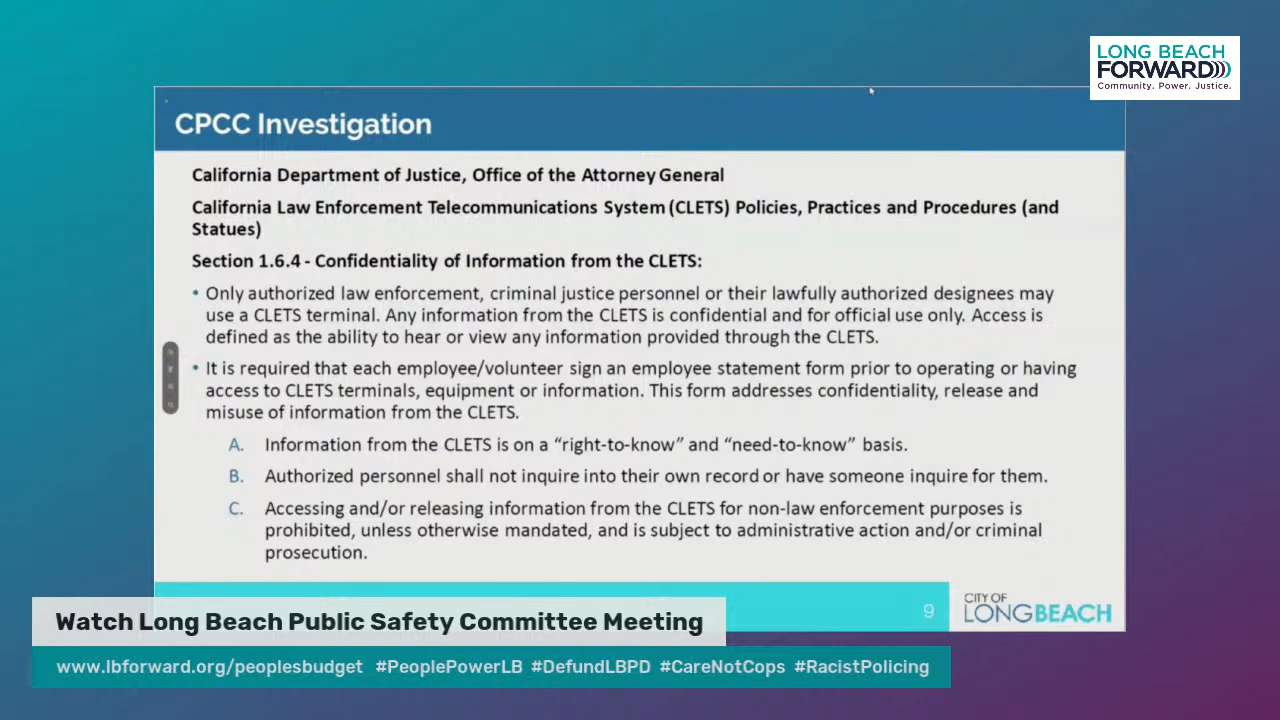 LONG BEACH
FORWARD
Community. Power. Justice.
CPCC Investigation
California Department of Justice, Office of the Attorney General
California Law Enforcement Telecommunications System (CLETS) Policies, Practices and Procedures (and
Statues)
Section 1.6.4 - Confidentiality of Information from the CLETS:
• Only authorized law enforcement, criminal justice personnel or their lawfully authorized designees may
use a CLETS terminal. Any information from the CLETS is confidential and for official use only. Access is
defined as the ability to hear or view any information provided through the CLETS.
• It is required that each employee/volunteer sign an employee statement form prior to operating or having
access to CLETS terminals, equipment or information. This form addresses confidentiality, release and
misuse of information from the CLETS.
A. Information from the CLETS is on a “right-to-know” and “need-to-know” basis.
B. Authorized personnel shall not inquire into their own record or have someone inquire for them.
C. Accessing and/or releasing information from the CLETS for non-law enforcement purposes is
prohibited, unless otherwise mandated, and is subject to administrative action and/or criminal
prosecution.
9
CITY OF
LONGBEACH
Watch Long Beach Public Safety Committee Meeting
www.lbforward.org/peoplesbudget #PeoplePowerLB #DefundLBPD #CareNotCops #RacistPolicing